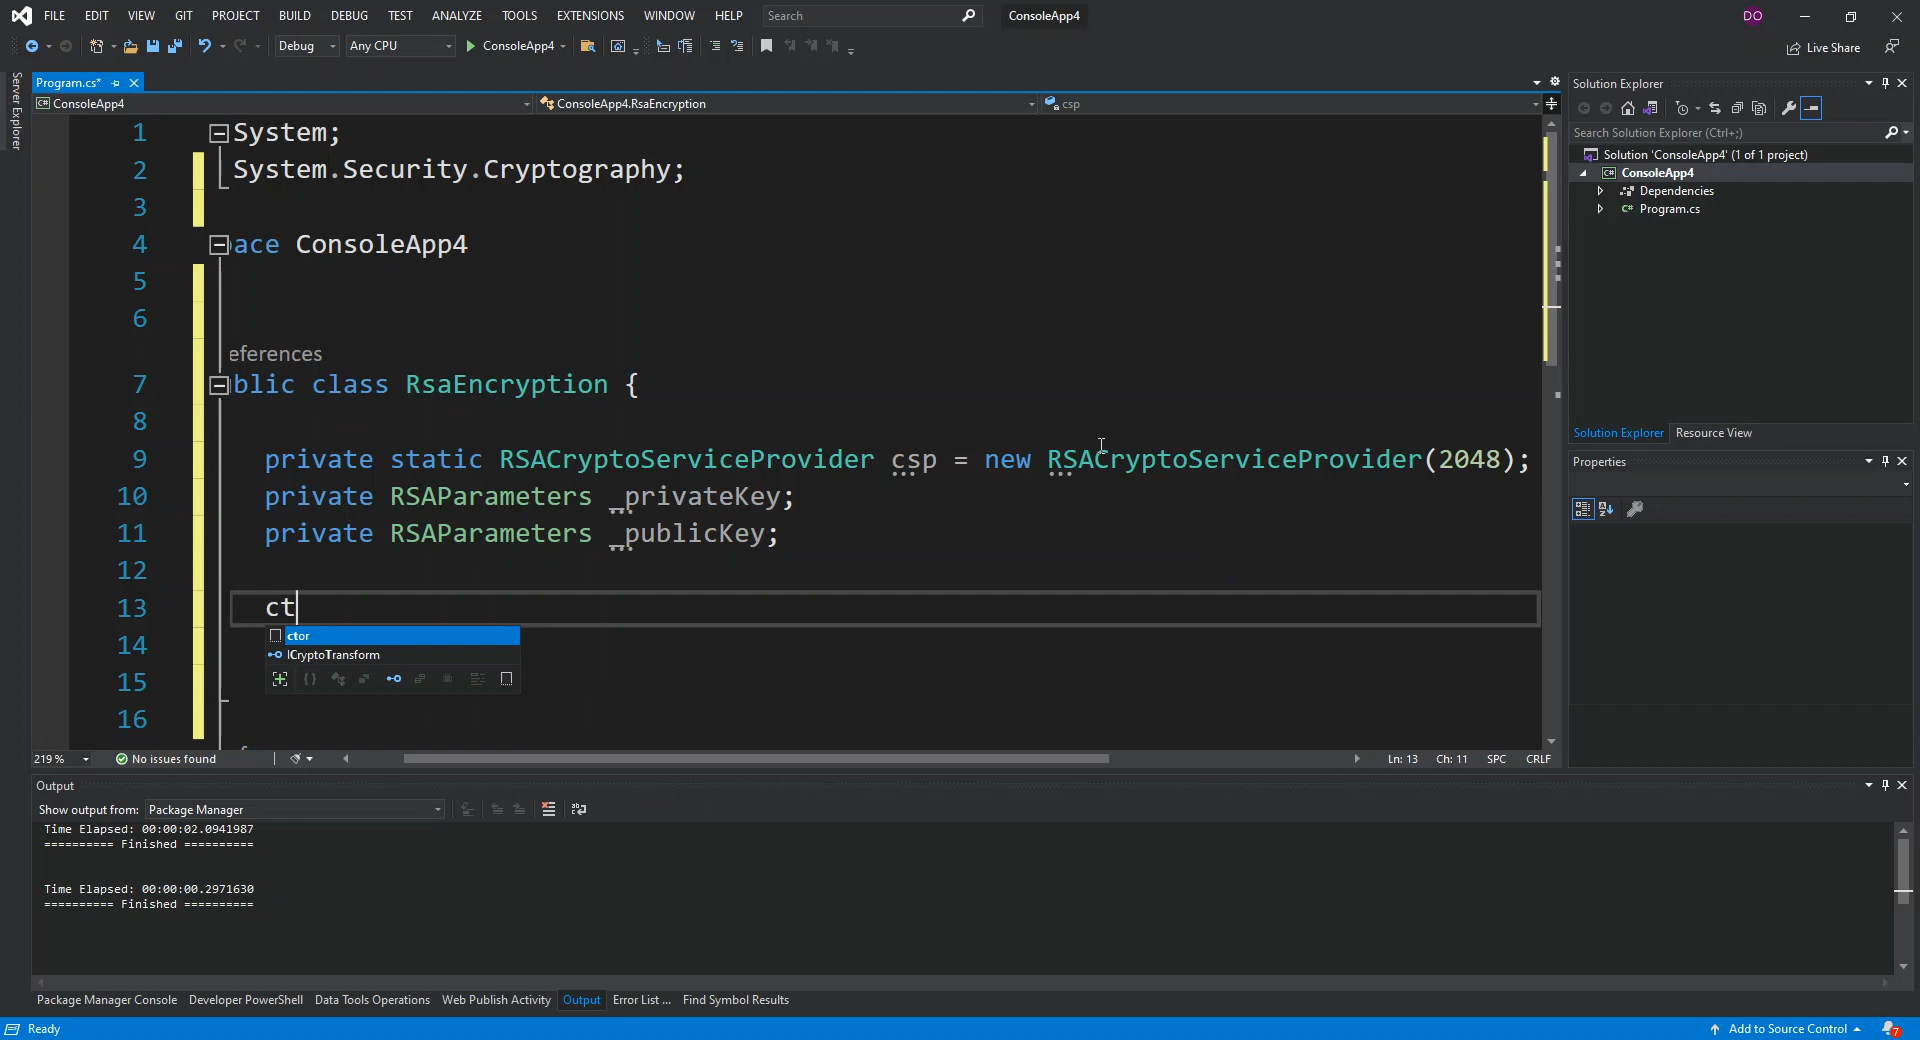 FILE EDIT VIEW GIT PROJECT BUILD DEBUG TEST ANALYZE TOOLS EXTENSIONS WINDOW HELP Search ConsoleApp4 DO
Debug Any CPU ConsoleApp4 Live Share
Server Explorer
Program.cs*
ConsoleApp4 ConsoleApp4.RsaEncryption csp
1 System;
2 System.Security.Cryptography;
3
4 ace ConsoleApp4
5
6
eferences
7 blic class RsaEncryption {
8
9 private static RSACryptoServiceProvider csp = new RSACryptoServiceProvider(2048);
10 private RSAParameters _privateKey;
11 private RSAParameters _publicKey;
12
13 ct
ctor
ICryptoTransform
14
15
16
219 % No issues found Ln: 13 Ch: 11 SPC CRLF
Solution Explorer
Search Solution Explorer (Ctrl+;)
Solution 'ConsoleApp4' (1 of 1 project)
C# ConsoleApp4
Dependencies
C# Program.cs
Solution Explorer Resource View
Properties
Output
Show output from: Package Manager
Time Elapsed: 00:00:02.0941987
========== Finished ==========
Time Elapsed: 00:00:00.2971630
========== Finished ==========
Package Manager Console Developer PowerShell Data Tools Operations Web Publish Activity Output Error List ... Find Symbol Results
Ready Add to Source Control 7